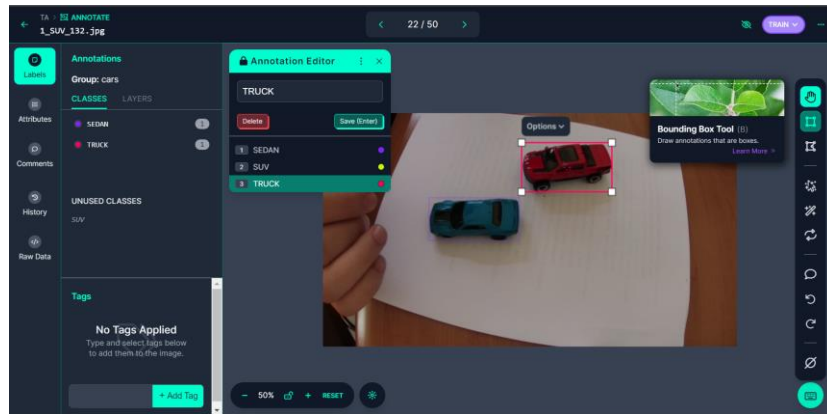 TA / ANNOTATE
1_SUV_132.jpg
22 / 50
TRAIN
Labels
Attributes
Comments
History
Raw Data
Annotations
Group: cars
CLASSES LAYERS
SEDAN 1
TRUCK 1
UNUSED CLASSES
SUV
Tags
No Tags Applied
Type and select tags below
to add them to the image.
+ Add Tag
Annotation Editor
TRUCK
Delete Save (Enter)
1 SEDAN
2 SUV
3 TRUCK
Options
Bounding Box Tool (B)
Draw annotations that are boxes.
Learn More >
- 50% + RESET